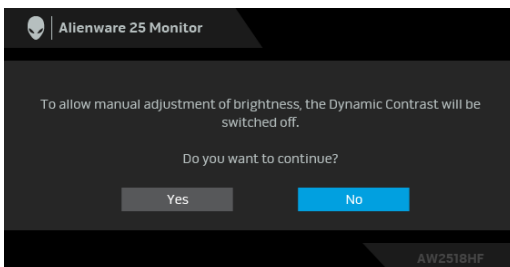 Alienware 25 Monitor
To allow manual adjustment of brightness, the Dynamic Contrast will be
switched off.
Do you want to continue?
Yes
No
AW2518HF